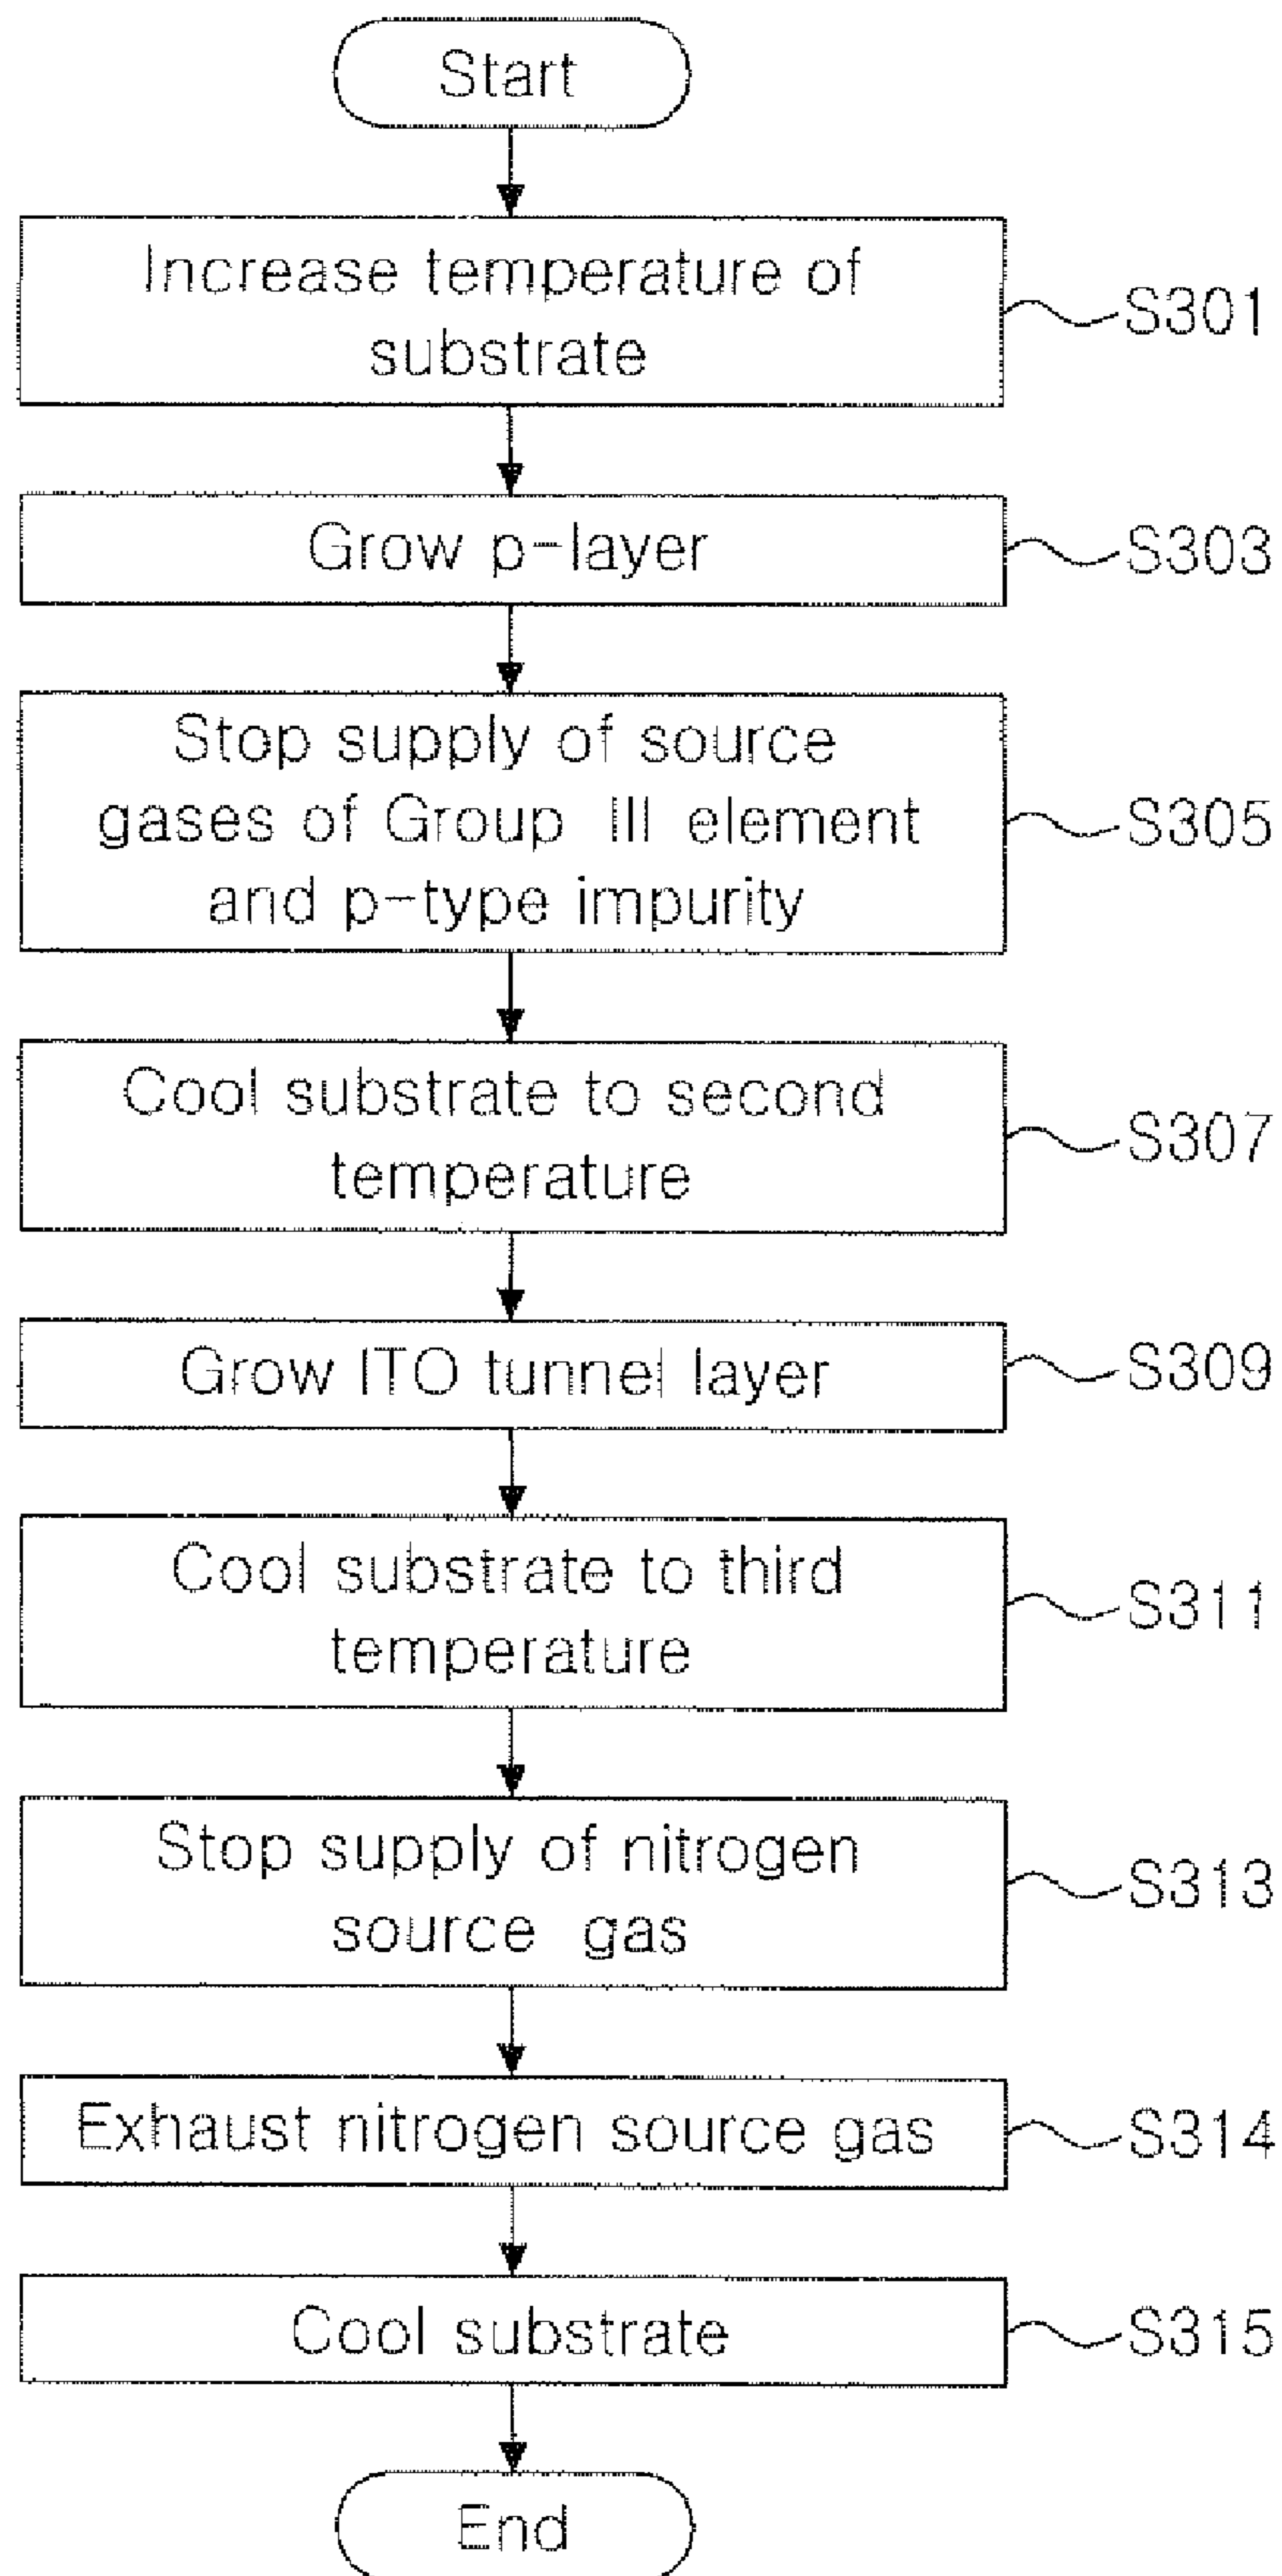 Start
Increase temperature of
substrate
S301
Grow p-layer
S303
Stop supply of source
gases of Group III element
and p-type impurity
S305
Cool substrate to second
temperature
S307
Grow ITO tunnel layer
S309
Cool substrate to third
temperature
S311
Stop supply of nitrogen
source gas
S313
Exhaust nitrogen source gas
S314
Cool substrate
S315
End